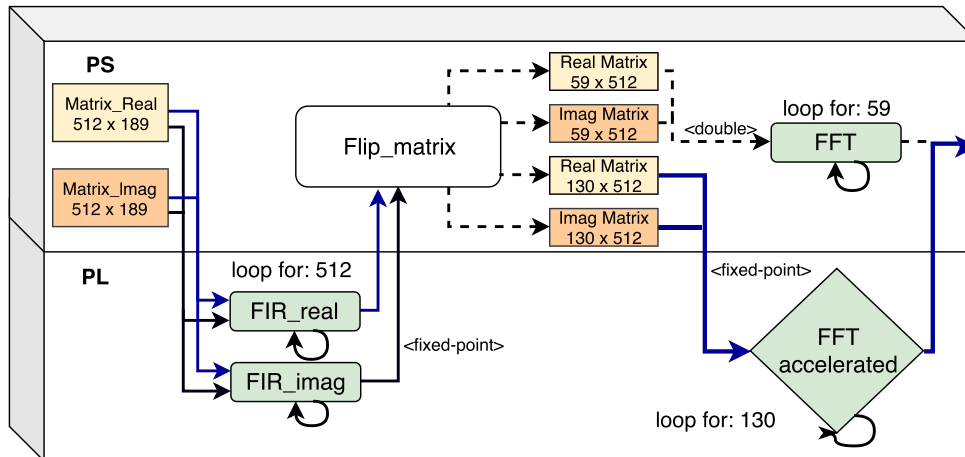 PS
Matrix_Real
512 x 189
Matrix_Imag
512 x 189
Flip_matrix
Real Matrix
59 x 512
Imag Matrix
59 x 512
Real Matrix
130 x 512
Imag Matrix
130 x 512
<double>
loop for: 59
FFT
PL
loop for: 512
FIR_real
FIR_imag
<fixed-point>
<fixed-point>
FFT
accelerated
loop for: 130